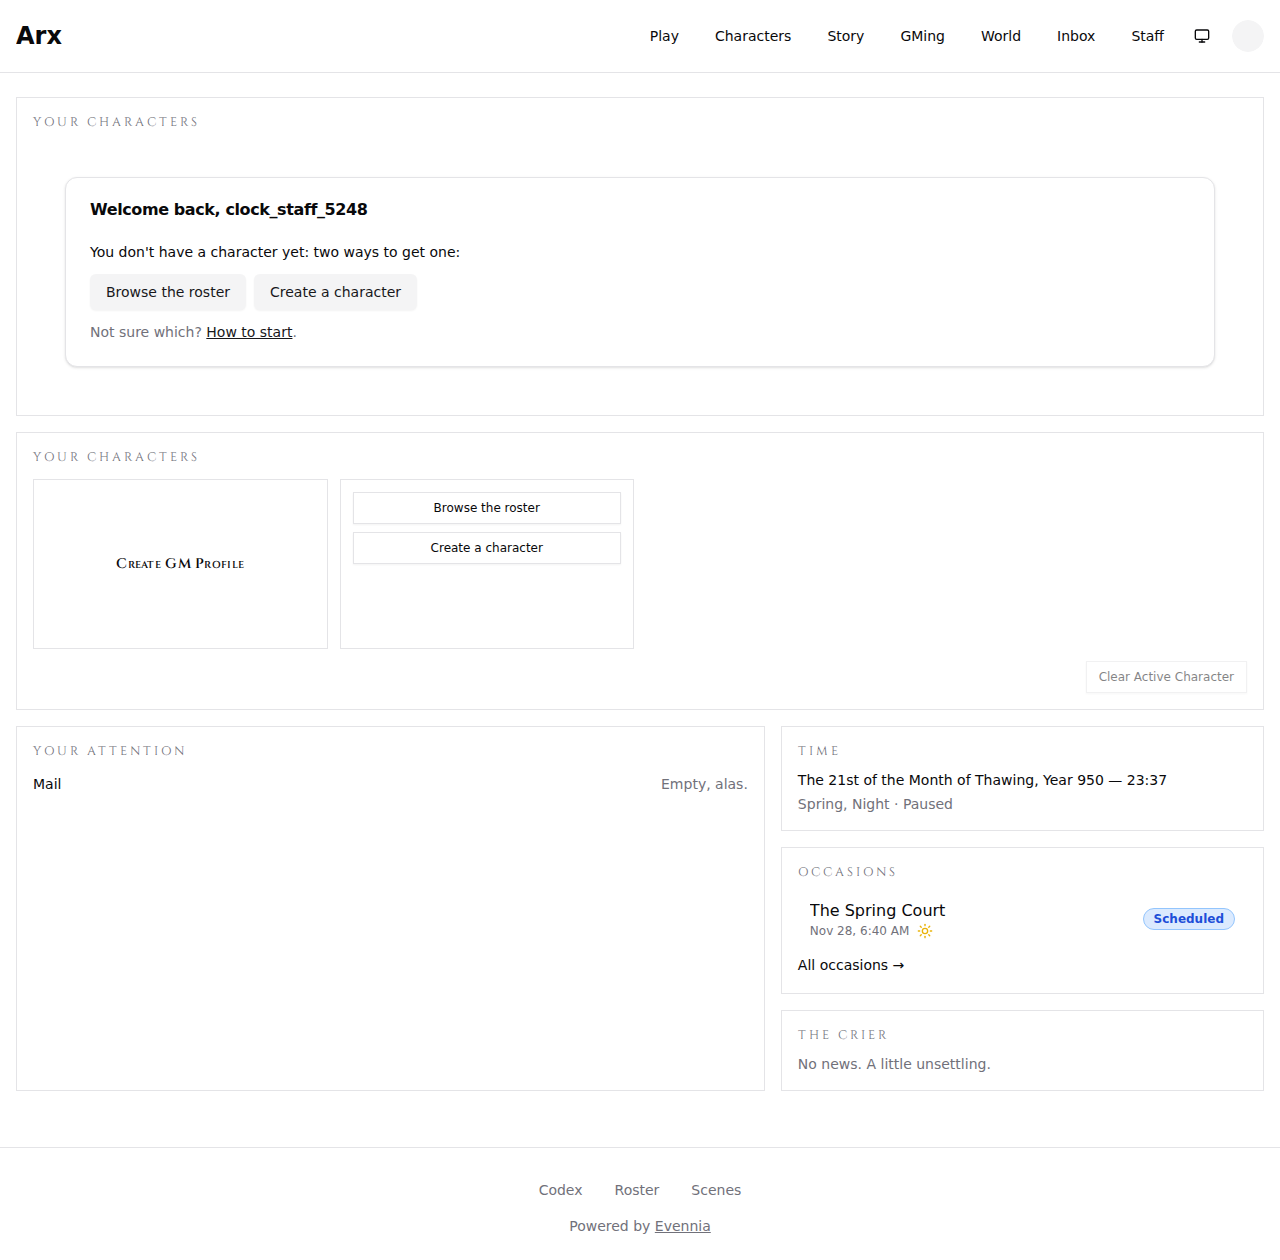 Arx
Play Characters Story GMing World Inbox Staff
YOUR CHARACTERS
Welcome back, clock_staff_5248
You don't have a character yet: two ways to get one:
Browse the roster Create a character
Not sure which? How to start.
YOUR CHARACTERS
Create GM Profile
Browse the roster
Create a character
Clear Active Character
YOUR ATTENTION
Mail Empty, alas.
TIME
The 21st of the Month of Thawing, Year 950 — 23:37
Spring, Night · Paused
OCCASIONS
The Spring Court
Nov 28, 6:40 AM
Scheduled
All occasions →
THE CRIER
No news. A little unsettling.
Codex Roster Scenes
Powered by Evennia